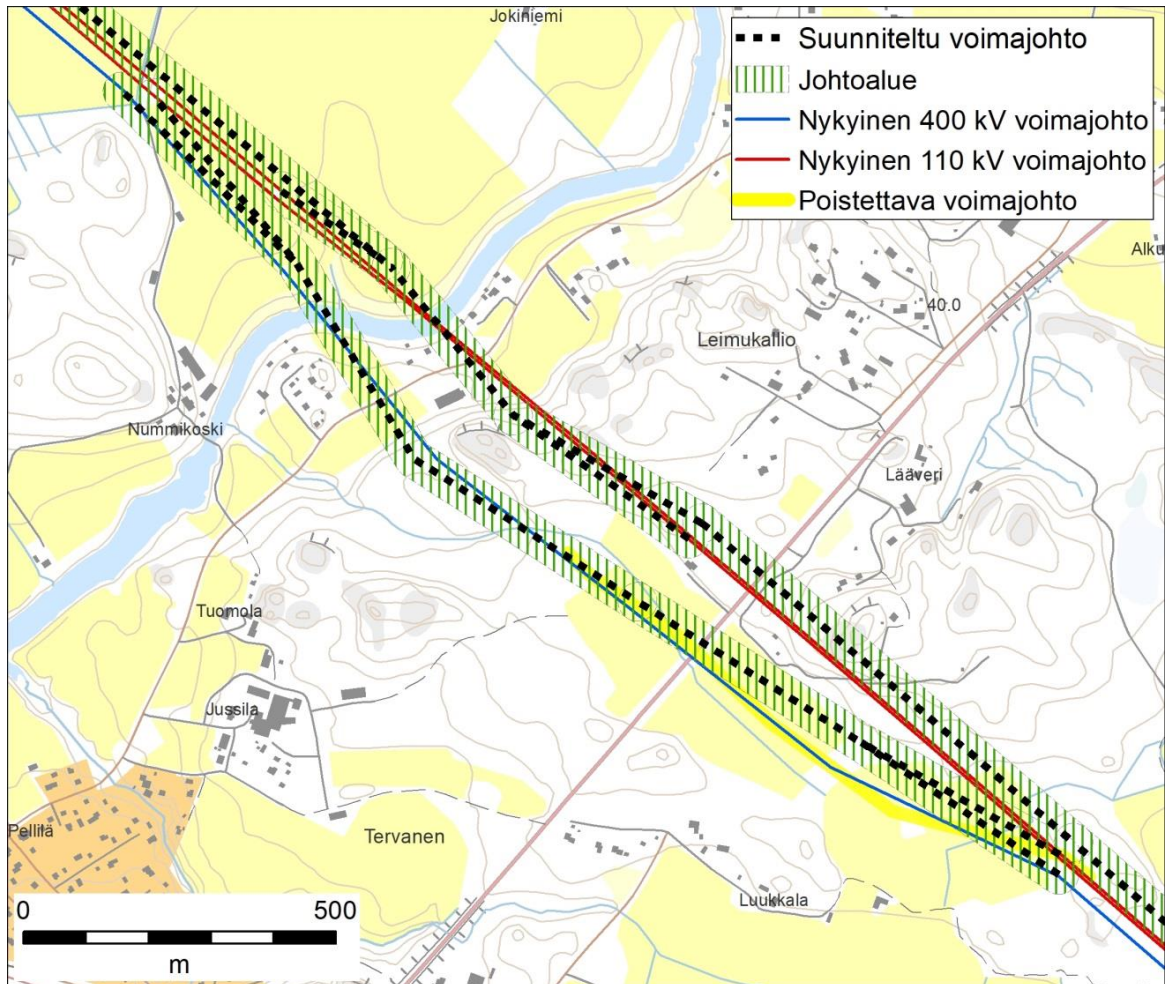 Jokiniemi
Suunniteltu voimajohto
Johtoalue
Nykyinen 400 kV voimajohto
Nykyinen 110 kV voimajohto
Poistettava voimajohto
Alku
40.0
Leimukallio
Nummikoski
Lääveri
Tuomola
Jussila
Pellilä
Tervanen
Luukkala
0 500
m